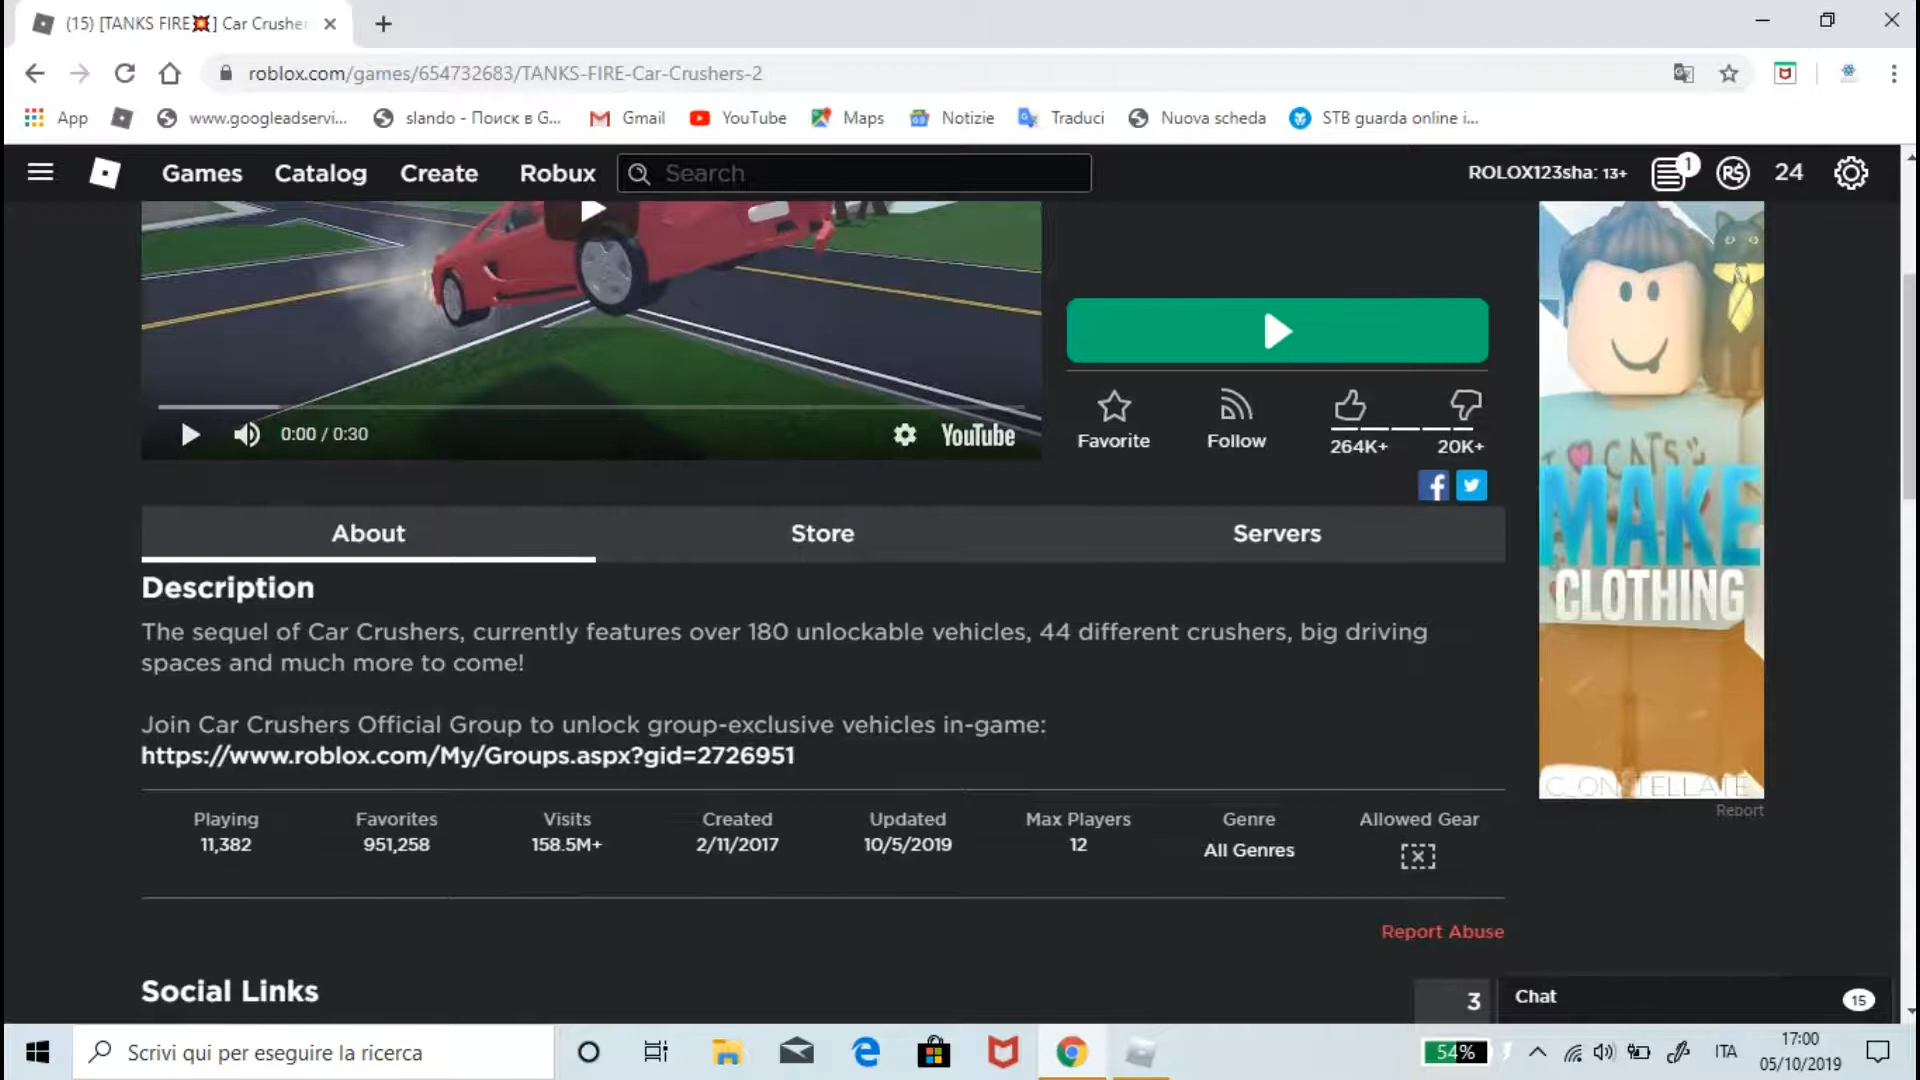 (15) [TANKS FIRE💥] Car Crushe
roblox.com/games/654732683/TANKS-FIRE-Car-Crushers-2
App
www.googleadservi...
slando - Поиск в G...
Gmail
YouTube
Maps
Notizie
Traduci
Nuova scheda
STB guarda online i...
Games
Catalog
Create
Robux
Search
ROLOX123sha: 13+
1
R$
24
0:00 / 0:30
YouTube
Favorite
Follow
264K+
20K+
I ♥ CATS
MAKE
CLOTHING
C_ONSTELLATE
Report
About
Store
Servers
Description
The sequel of Car Crushers, currently features over 180 unlockable vehicles, 44 different crushers, big driving
spaces and much more to come!
Join Car Crushers Official Group to unlock group-exclusive vehicles in-game:
https://www.roblox.com/My/Groups.aspx?gid=2726951
Playing
Favorites
Visits
Created
Updated
Max Players
Genre
Allowed Gear
11,382
951,258
158.5M+
2/11/2017
10/5/2019
12
All Genres
Report Abuse
Social Links
3
Chat
15
Scrivi qui per eseguire la ricerca
54%
ITA
17:00
05/10/2019